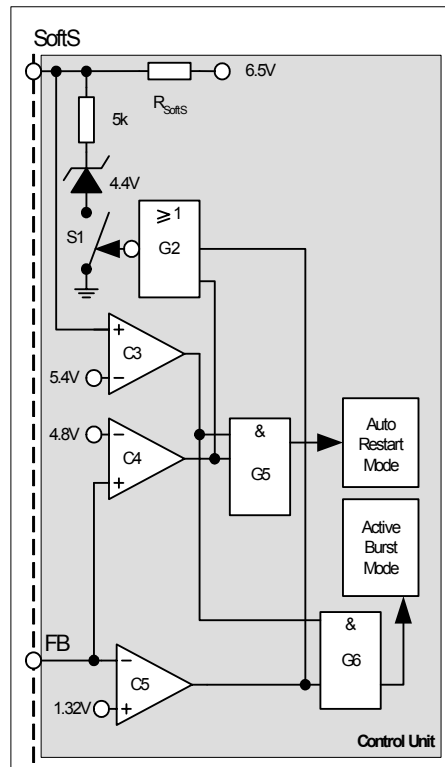 SoftS
6.5V
R SoftS
5k
4.4V
≥1
G2
S1
+
C3
5.4V
−
4.8V
−
C4
+
&
G5
Auto
Restart
Mode
Active
Burst
Mode
FB
−
C5
1.32V
+
&
G6
Control Unit